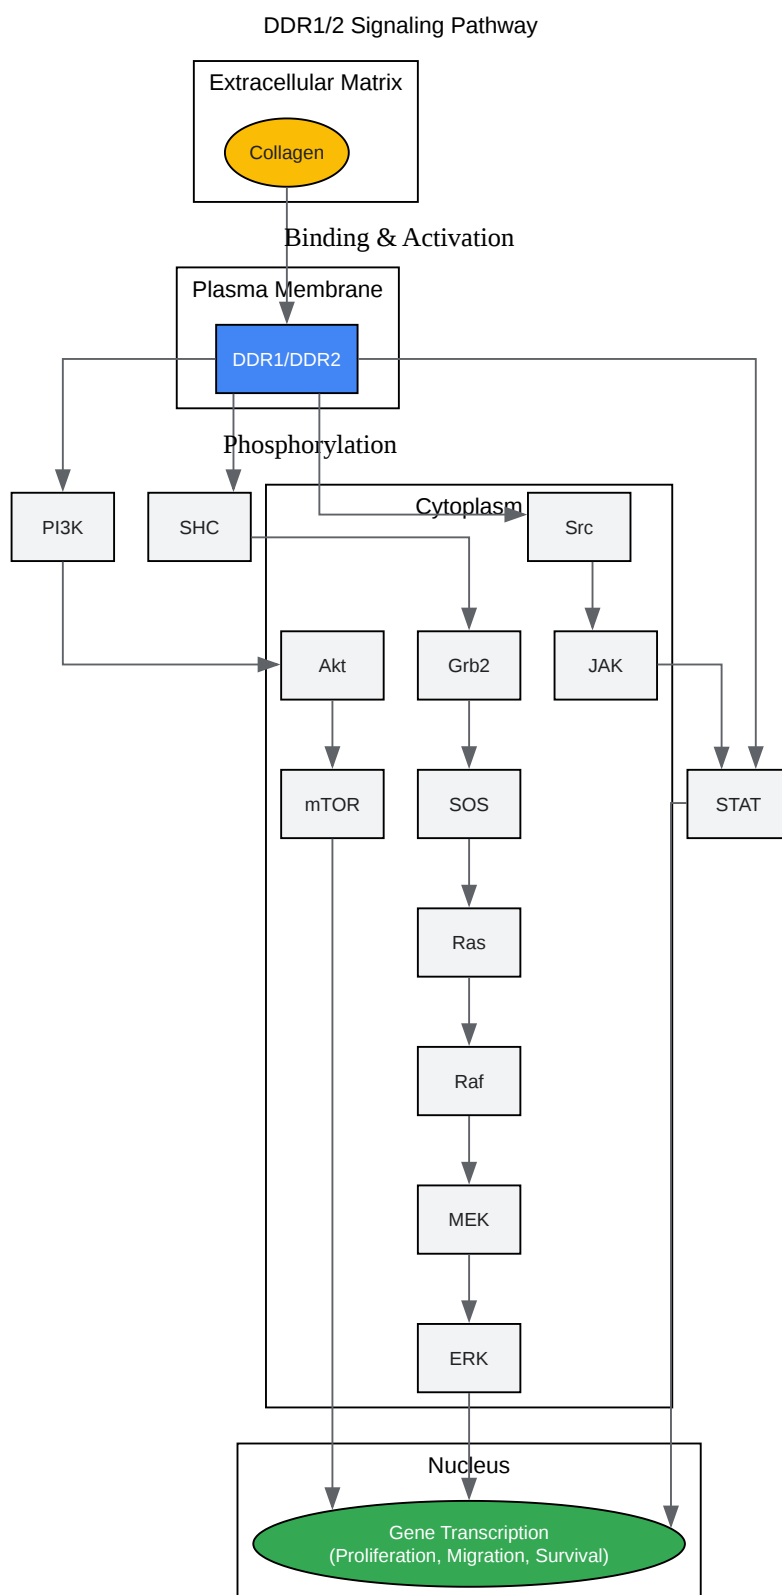 DDR1/2 Signaling Pathway
Extracellular Matrix
Collagen
Binding & Activation
Plasma Membrane
DDR1/DDR2
Phosphorylation
Cytoplasm
PI3K
SHC
Src
Akt
Grb2
JAK
mTOR
SOS
STAT
Ras
Raf
MEK
ERK
Nucleus
Gene Transcription
(Proliferation, Migration, Survival)